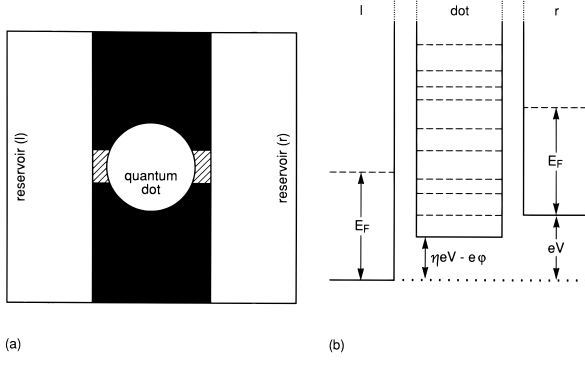 l dot r
reservoir (l)
quantum
dot
reservoir (r)
E_F
E_F
ηeV - eφ
eV
(a)
(b)